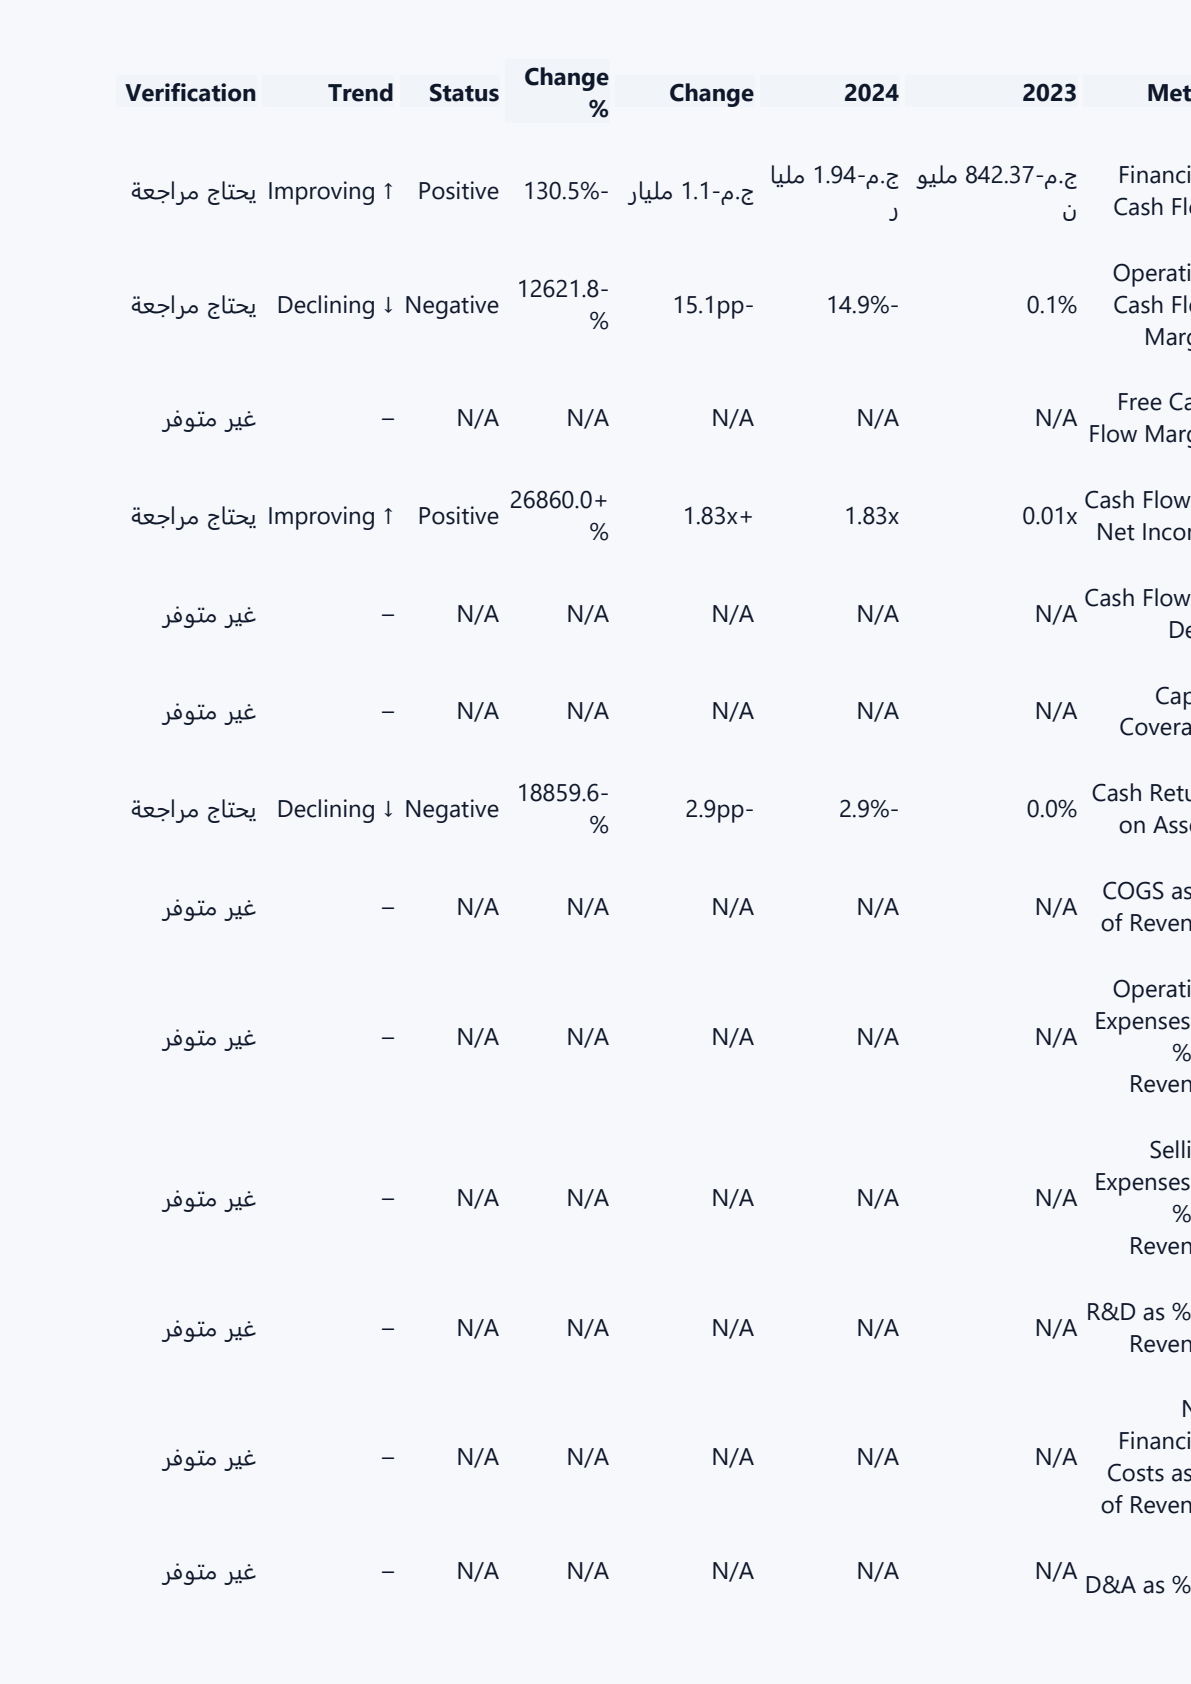 Met 2023 2024 Change Change % Status Trend Verification
Financi
Cash Fl
ج.م-842.37 مليو
ن
ج.م-1.94 مليا
ر
ج.م-1.1 مليار
130.5%-
Positive
Improving ↑
يحتاج مراجعة
Operati
Cash Fl
Marg
0.1%
14.9%-
15.1pp-
12621.8-
%
Negative
Declining ↓
يحتاج مراجعة
Free Ca
Flow Marg
N/A
N/A
N/A
N/A
N/A
–
غير متوفر
Cash Flow
Net Incor
0.01x
1.83x
1.83x+
26860.0+
%
Positive
Improving ↑
يحتاج مراجعة
Cash Flow
De
N/A
N/A
N/A
N/A
N/A
–
غير متوفر
Cap
Covera
N/A
N/A
N/A
N/A
N/A
–
غير متوفر
Cash Retu
on Ass
0.0%
2.9%-
2.9pp-
18859.6-
%
Negative
Declining ↓
يحتاج مراجعة
COGS as
of Reven
N/A
N/A
N/A
N/A
N/A
–
غير متوفر
Operati
Expenses
%
Reven
N/A
N/A
N/A
N/A
N/A
–
غير متوفر
Selli
Expenses
%
Reven
N/A
N/A
N/A
N/A
N/A
–
غير متوفر
R&D as %
Reven
N/A
N/A
N/A
N/A
N/A
–
غير متوفر
N
Financi
Costs as
of Reven
N/A
N/A
N/A
N/A
N/A
–
غير متوفر
D&A as %
N/A
N/A
N/A
N/A
N/A
–
غير متوفر